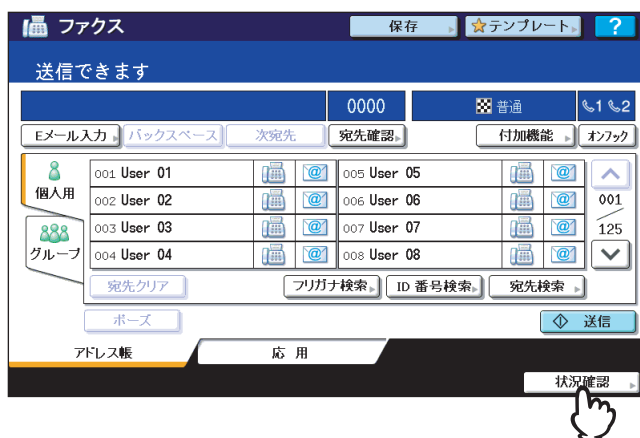 ファクス 保存 テンプレート ?
送信できます
0000 普通 1 2
Eメール入力 バックスペース 次宛先 宛先確認 付加機能 オンフック
個人用
グループ
001 User 01 @ 005 User 05 @
002 User 02 @ 006 User 06 @
003 User 03 @ 007 User 07 @
004 User 04 @ 008 User 08 @
001
125
宛先クリア フリガナ検索 ID 番号検索 宛先検索
ポーズ 送信
アドレス帳 応 用
状況確認